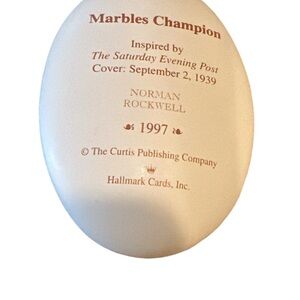 Marbles Champion
Inspired by
The Saturday Evening Post
Cover: September 2, 1939
NORMAN
ROCKWELL
1997
© The Curtis Publishing Company
Hallmark Cards, Inc.